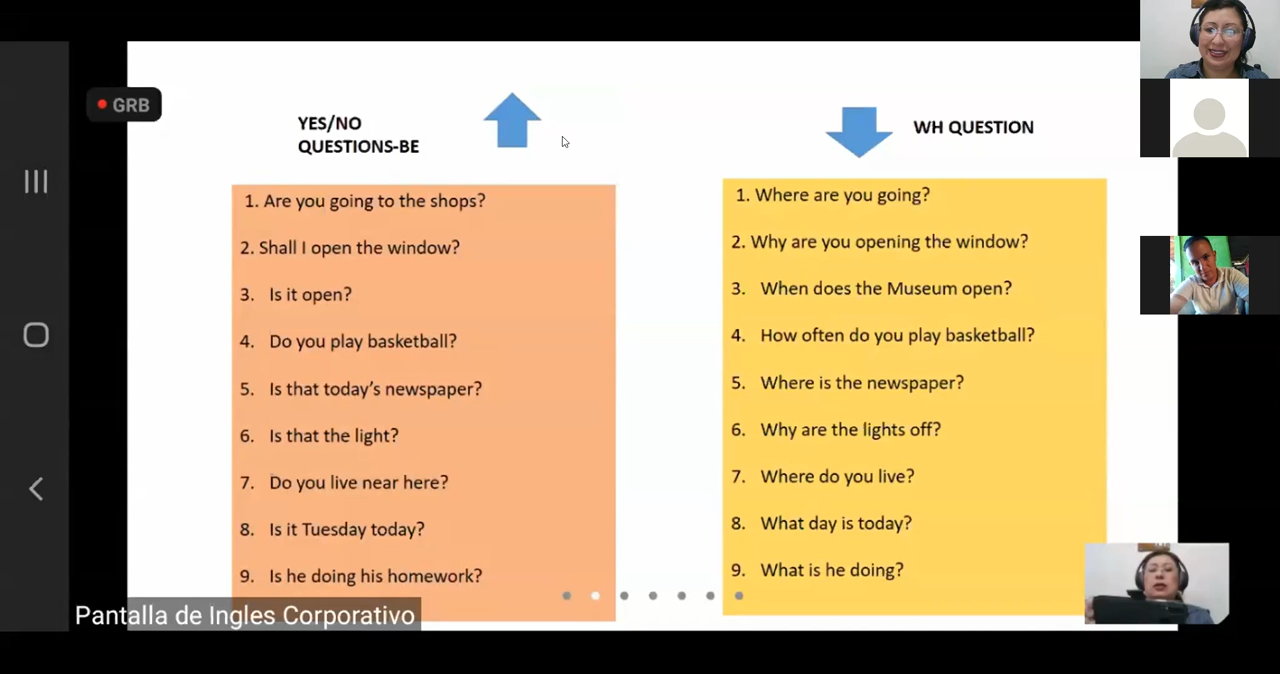 GRB
YES/NO
QUESTIONS-BE
1. Are you going to the shops?
2. Shall I open the window?
3. Is it open?
4. Do you play basketball?
5. Is that today's newspaper?
6. Is that the light?
7. Do you live near here?
8. Is it Tuesday today?
9. Is he doing his homework?
WH QUESTION
1. Where are you going?
2. Why are you opening the window?
3. When does the Museum open?
4. How often do you play basketball?
5. Where is the newspaper?
6. Why are the lights off?
7. Where do you live?
8. What day is today?
9. What is he doing?
Pantalla de Ingles Corporativo